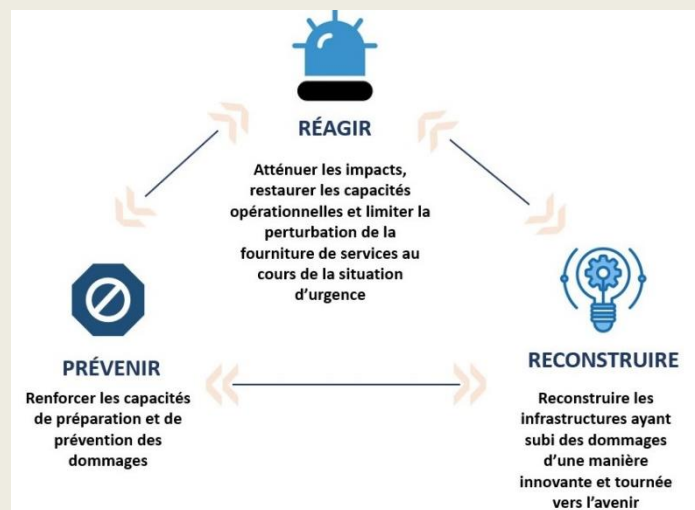 RÉAGIR
Atténuer les impacts,
restaurer les capacités
opérationnelles et limiter la
perturbation de la
fourniture de services au
cours de la situation
d'urgence
PRÉVENIR
Renforcer les capacités
de préparation et de
prévention des
dommages
RECONSTRUIRE
Reconstruire les
infrastructures ayant
subi des dommages
d'une manière
innovante et tournée
vers l'avenir